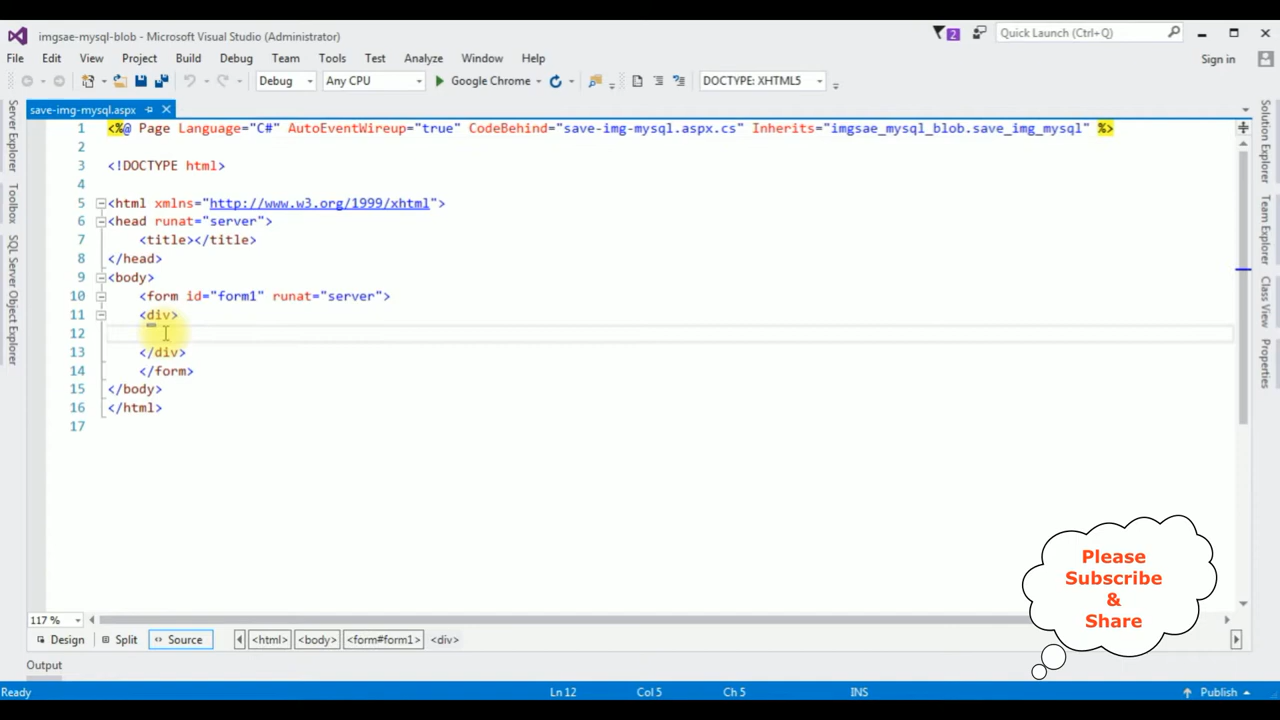 imgsae-mysql-blob - Microsoft Visual Studio (Administrator)
2
Quick Launch (Ctrl+Q)
File Edit View Project Build Debug Team Tools Test Analyze Window Help
Sign in
Debug Any CPU Google Chrome DOCTYPE: XHTML5
save-img-mysql.aspx
1 <%@ Page Language="C#" AutoEventWireup="true" CodeBehind="save-img-mysql.aspx.cs" Inherits="imgsae_mysql_blob.save_img_mysql" %>
2
3 <!DOCTYPE html>
4
5 <html xmlns="http://www.w3.org/1999/xhtml">
6 <head runat="server">
7 <title></title>
8 </head>
9 <body>
10 <form id="form1" runat="server">
11 <div>
12
13 </div>
14 </form>
15 </body>
16 </html>
17
Server Explorer
Toolbox
SQL Server Object Explorer
Solution Explorer
Team Explorer
Class View
Properties
Please
Subscribe
&
Share
117 %
Design Split Source <html> <body> <form#form1> <div>
Output
Ready Ln 12 Col 5 Ch 5 INS Publish